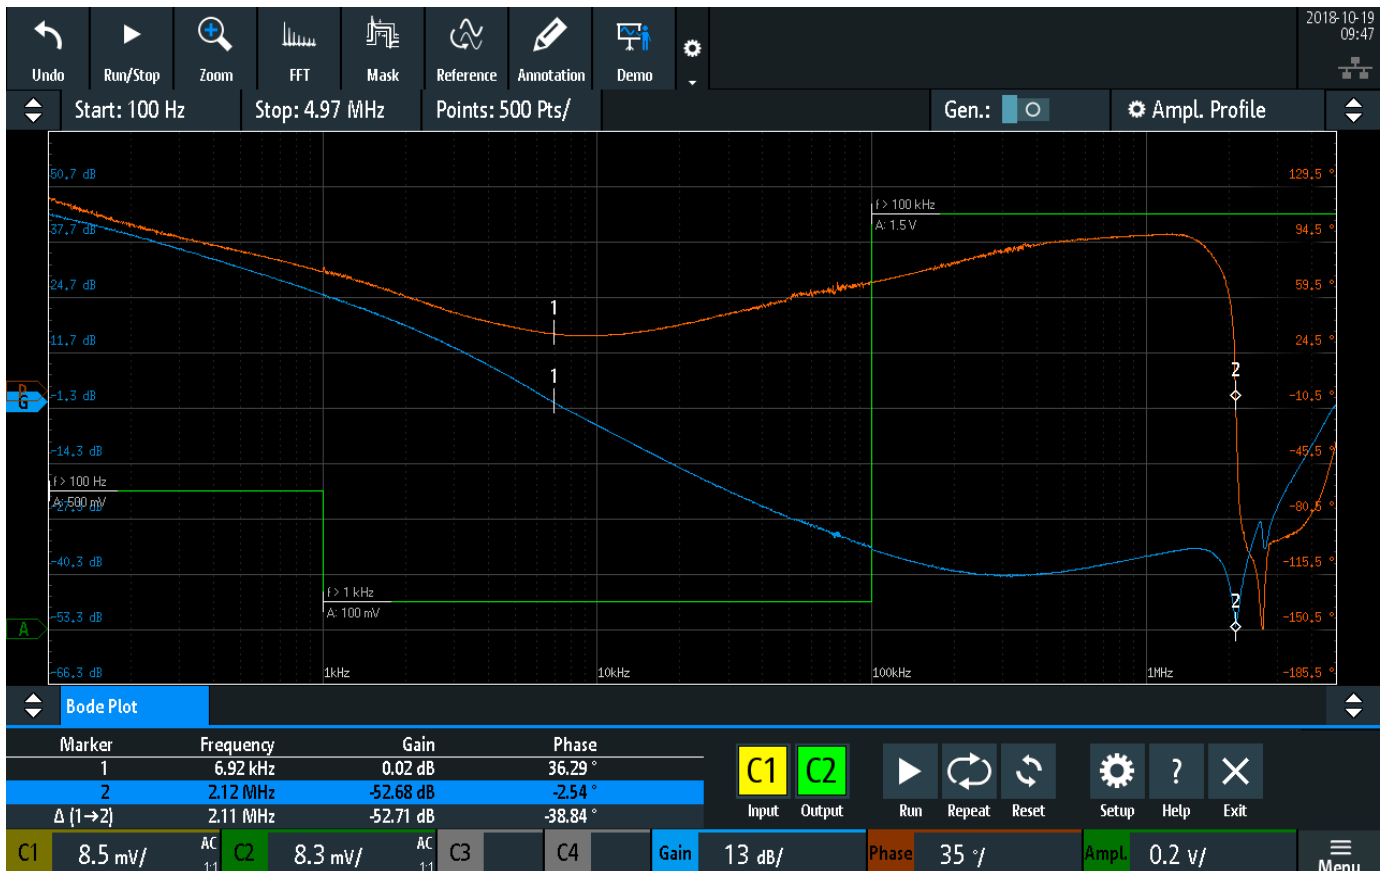 2018-10-19
09:47
Undo Run/Stop Zoom FFT Mask Reference Annotation Demo
Start: 100 Hz Stop: 4.97 MHz Points: 500 Pts/ Gen.: Ampl. Profile
50.7 dB 129.5 °
f > 100 kHz
A: 1.5 V
37.7 dB 94.5 °
24.7 dB 59.5 °
1
11.7 dB 24.5 °
2
1
P
G
-1.3 dB -10.5 °
-14.3 dB -45.5 °
f > 100 Hz
A: 500 mV
-27.3 dB -80.5 °
-40.3 dB -115.5 °
f > 1 kHz
2
A: 100 mV
-53.3 dB -150.5 °
A
-66.3 dB 1kHz 10kHz 100kHz 1MHz -185.5 °
Bode Plot
Marker Frequency Gain Phase
1 6.92 kHz 0.02 dB 36.29 °
2 2.12 MHz -52.68 dB -2.54 °
Δ (1→2) 2.11 MHz -52.71 dB -38.84 °
C1 C2
Input Output Run Repeat Reset Setup ? Help Exit
C1 8.5 mV/ AC 1:1 C2 8.3 mV/ AC 1:1 C3 C4 Gain 13 dB/ Phase 35 °/ Ampl. 0.2 V/ Menu